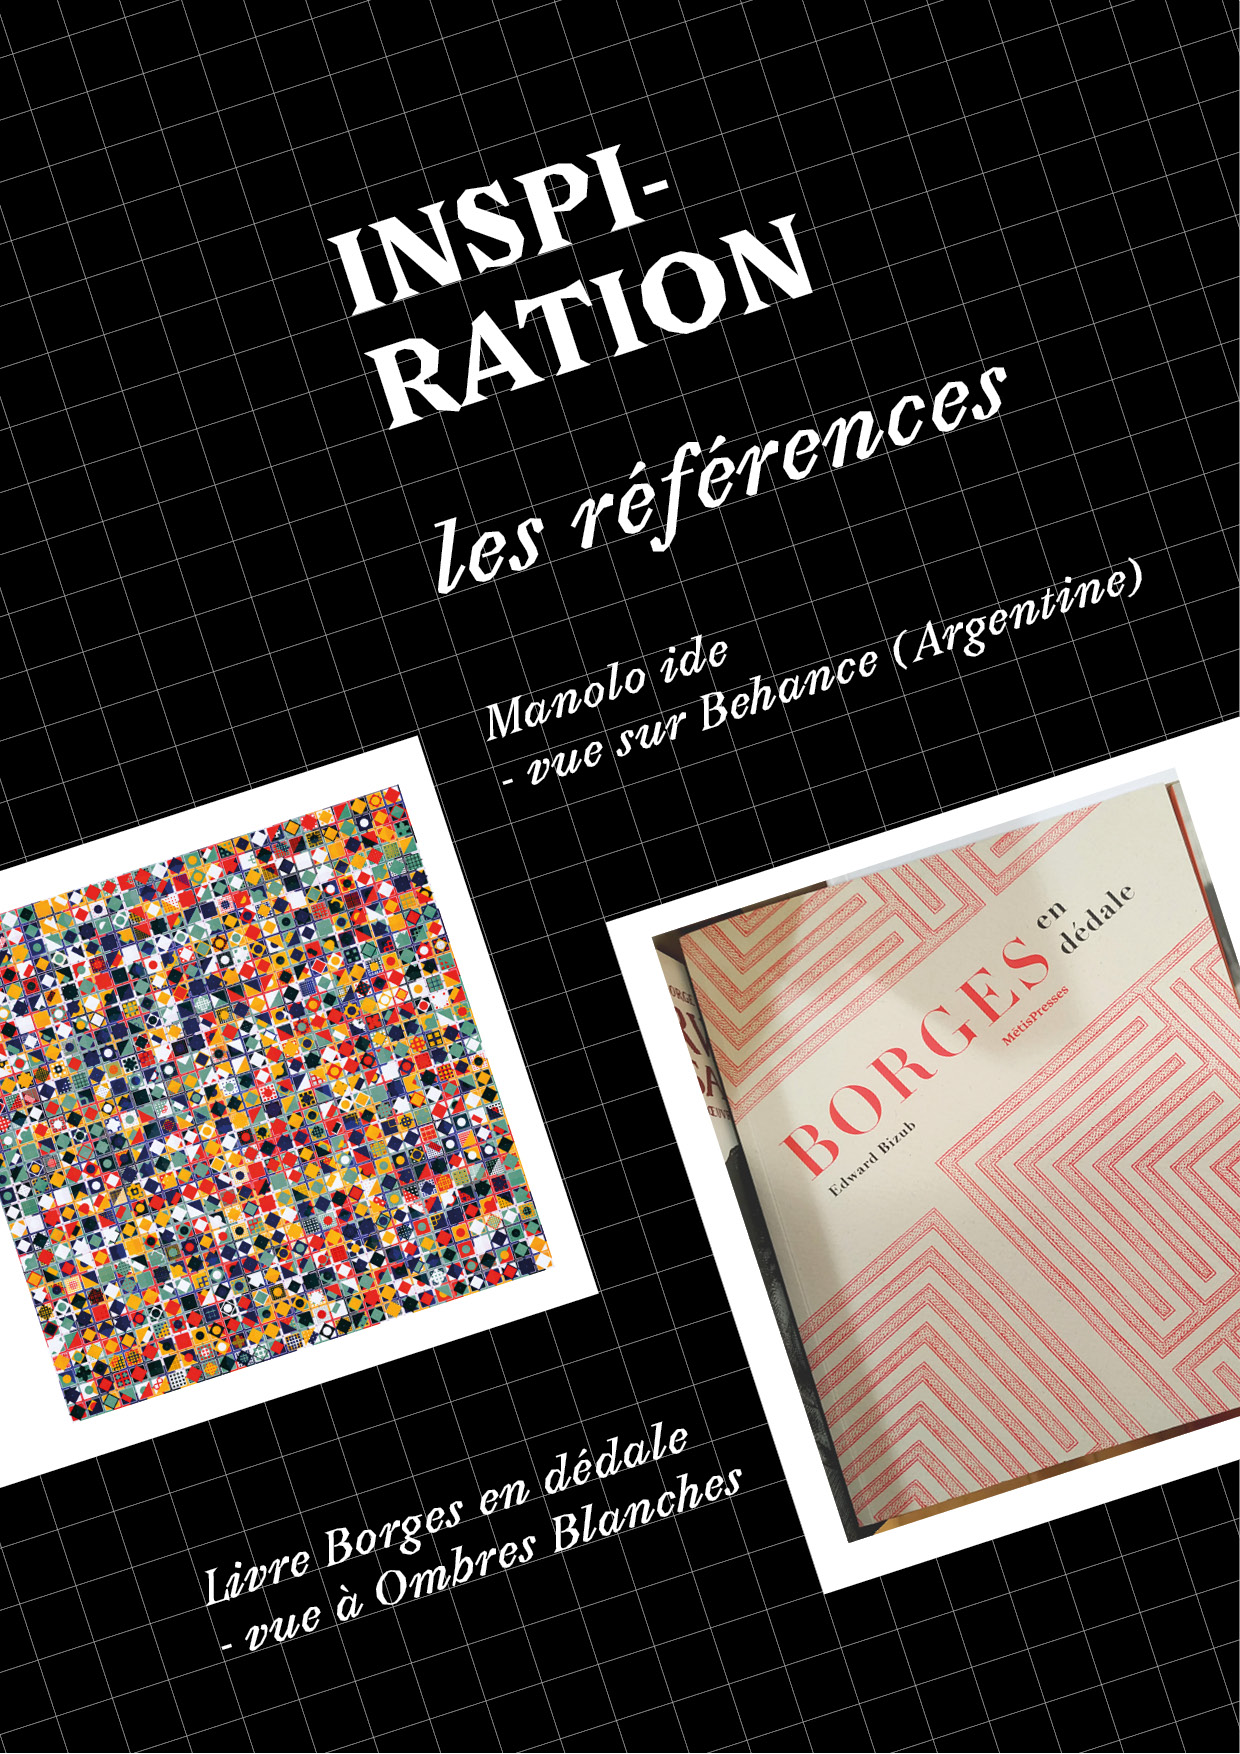 INSPI-
RATION
les références
Manolo ide
- vue sur Behance (Argentine)
BORGES en
dédale
MētisPresses
Edward Bizub
Livre Borges en dédale
- vue à Ombres Blanches